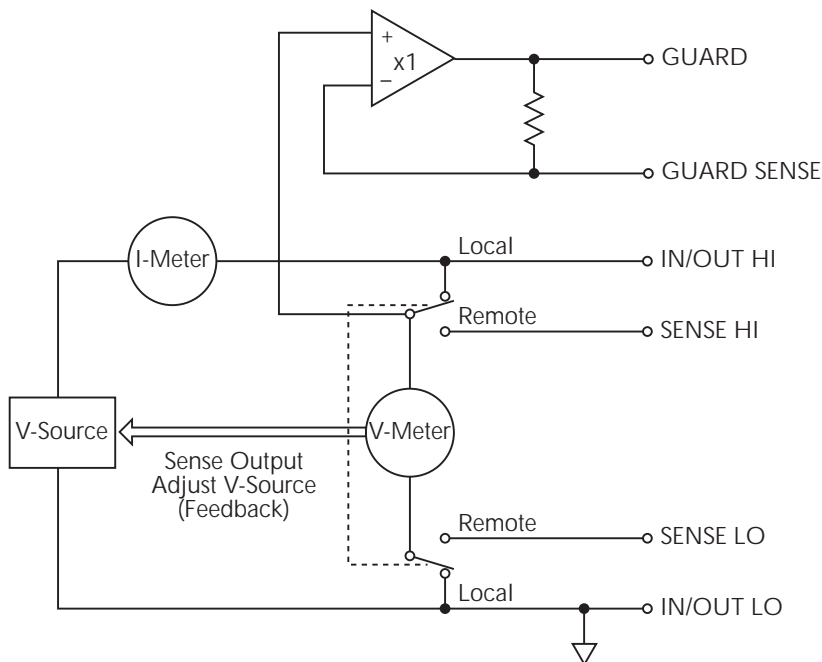 +
x1
−
GUARD
GUARD SENSE
I-Meter
Local
IN/OUT HI
Remote
SENSE HI
V-Source
V-Meter
Sense Output
Adjust V-Source
(Feedback)
Remote
SENSE LO
Local
IN/OUT LO